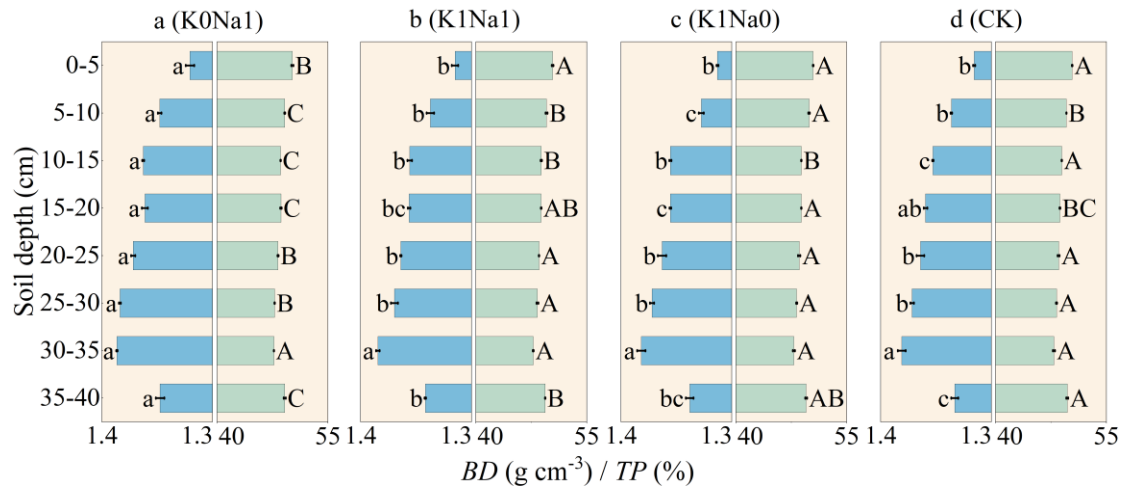 a (K0Na1) b (K1Na1) c (K1Na0) d (CK)
0-5 a B b A b A b A
5-10 a C b B c A b B
10-15 a C b B b B c A
15-20 a C bc AB c A ab BC
20-25 a B b A b A b A
25-30 a B b A b A b A
30-35 a A a A a A a A
35-40 a C b B bc AB c A
1.4 1.3 40 55 1.4 1.3 40 55 1.4 1.3 40 55 1.4 1.3 40 55
Soil depth (cm)
BD (g cm⁻³) / TP (%)